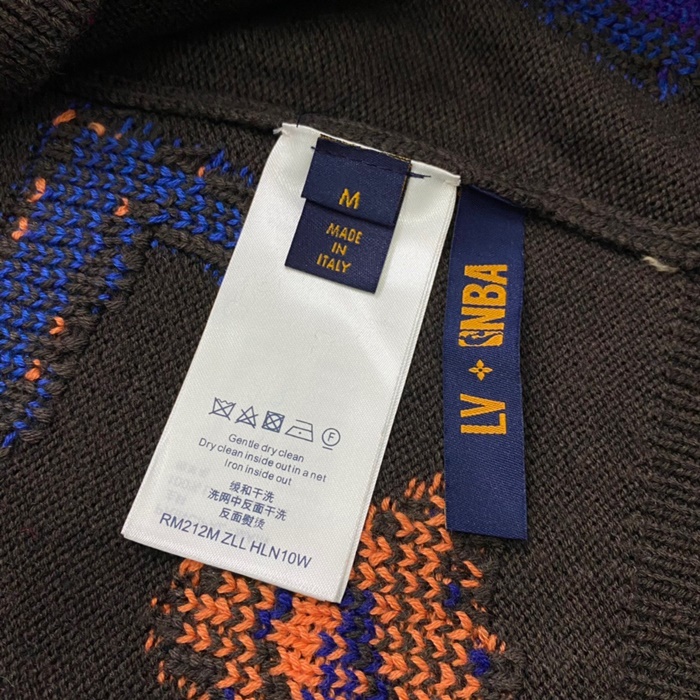 M
MADE
IN
ITALY
LV NBA
F
Gentle dry clean
Dry clean inside out in a net
Iron inside out
缓和干洗
洗网中反面干洗
反面熨烫
RM212M ZLL HLN10W